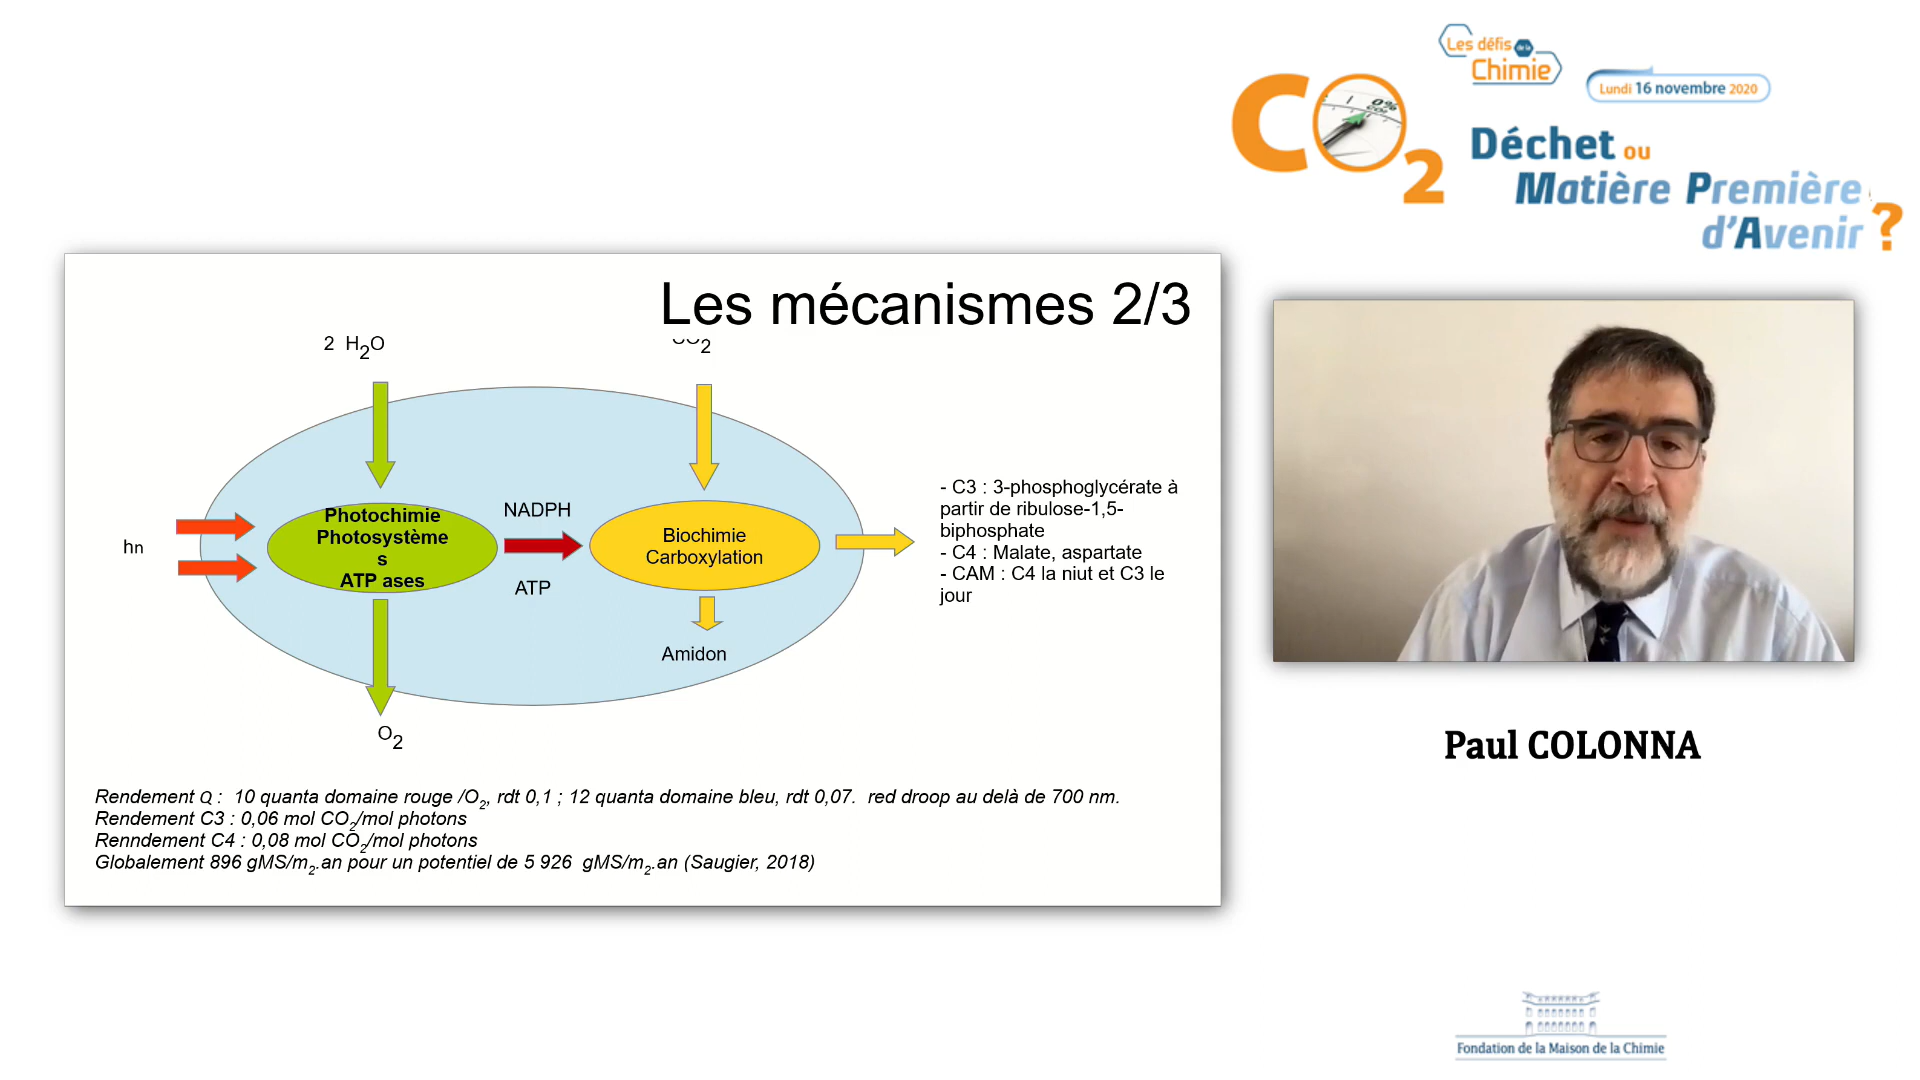 Les défis de la
Chimie
Lundi 16 novembre 2020
CO2
0%
Déchet ou
Matière Première
d'Avenir ?
Les mécanismes 2/3
2 H2O
CO2
hn
Photochimie
Photosystème
s
ATP ases
NADPH
ATP
Biochimie
Carboxylation
Amidon
O2
- C3 : 3-phosphoglycérate à
partir de ribulose-1,5-
biphosphate
- C4 : Malate, aspartate
- CAM : C4 la niut et C3 le
jour
Rendement Q : 10 quanta domaine rouge /O2, rdt 0,1 ; 12 quanta domaine bleu, rdt 0,07. red droop au delà de 700 nm.
Rendement C3 : 0,06 mol CO2/mol photons
Renndement C4 : 0,08 mol CO2/mol photons
Globalement 896 gMS/m2.an pour un potentiel de 5 926 gMS/m2.an (Saugier, 2018)
Paul COLONNA
Fondation de la Maison de la Chimie